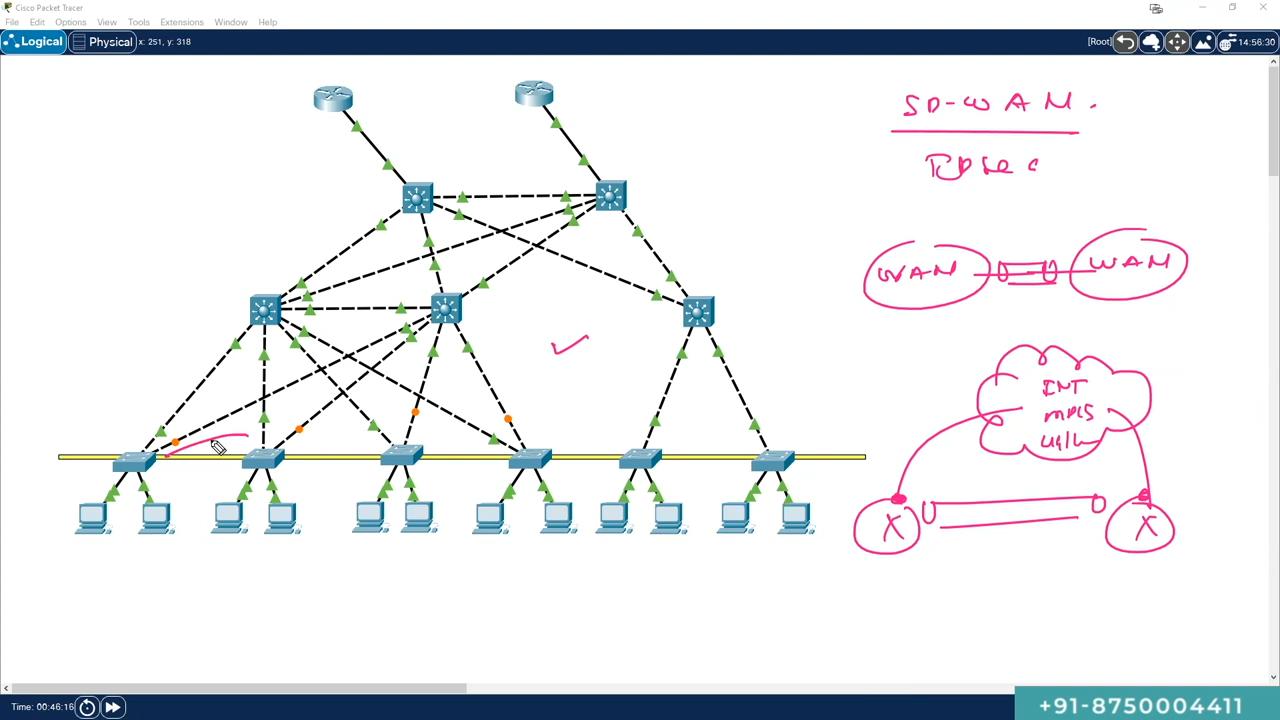 Cisco Packet Tracer
File Edit Options View Tools Extensions Window Help
Logical Physical x: 251, y: 318 [Root] 14:56:30
SD-WAN.
IPSec
WAN WAN
INT
MPLS
4G/L
X X
Time: 00:46:16
+91-8750004411